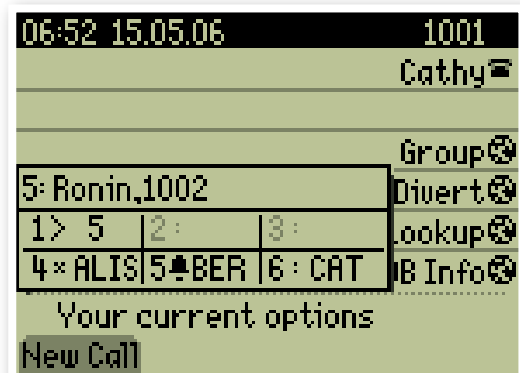 06:52 15.05.06 1001
Cathy
Group
5: Ronin,1002 Divert
1> 5 2: 3: .ookup
4× ALIS 5 BER 6: CAT B Info
Your current options
New Call